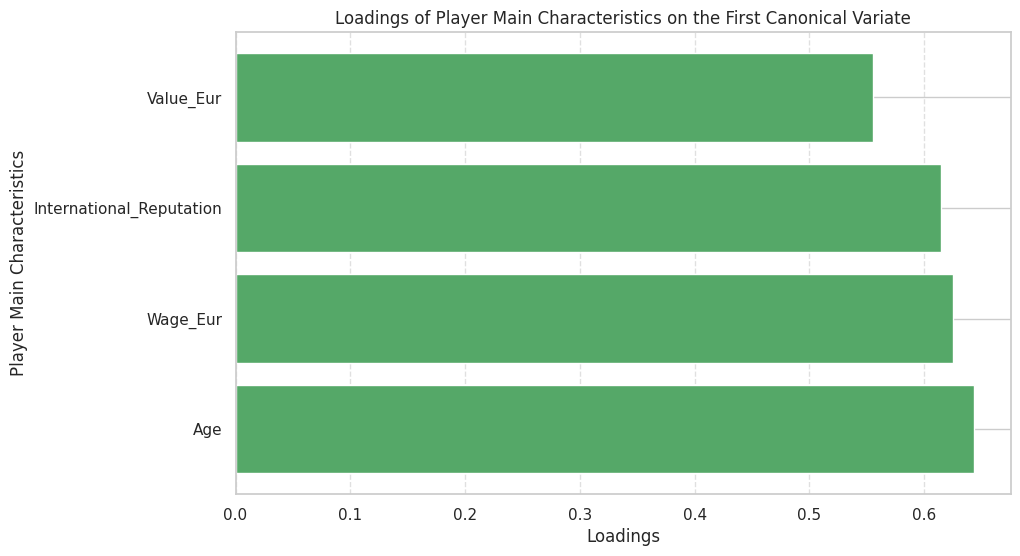 Loadings of Player Main Characteristics on the First Canonical Variate
Player Main Characteristics
Value_Eur
International_Reputation
Wage_Eur
Age
0.0 0.1 0.2 0.3 0.4 0.5 0.6
Loadings